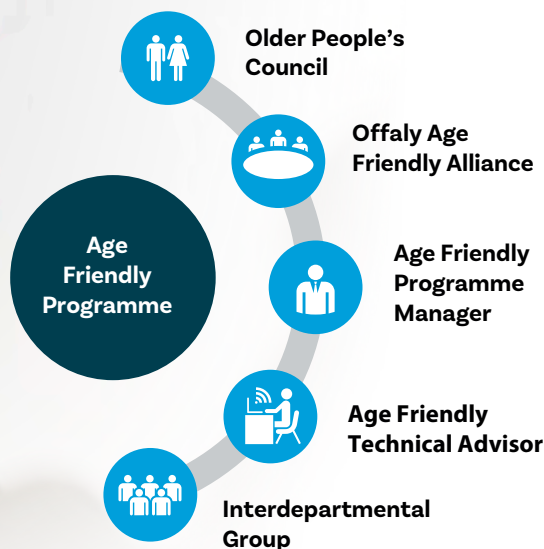 Older People's
Council
Offaly Age
Friendly Alliance
Age
Friendly
Programme
Age Friendly
Programme
Manager
Age Friendly
Technical Advisor
Interdepartmental
Group